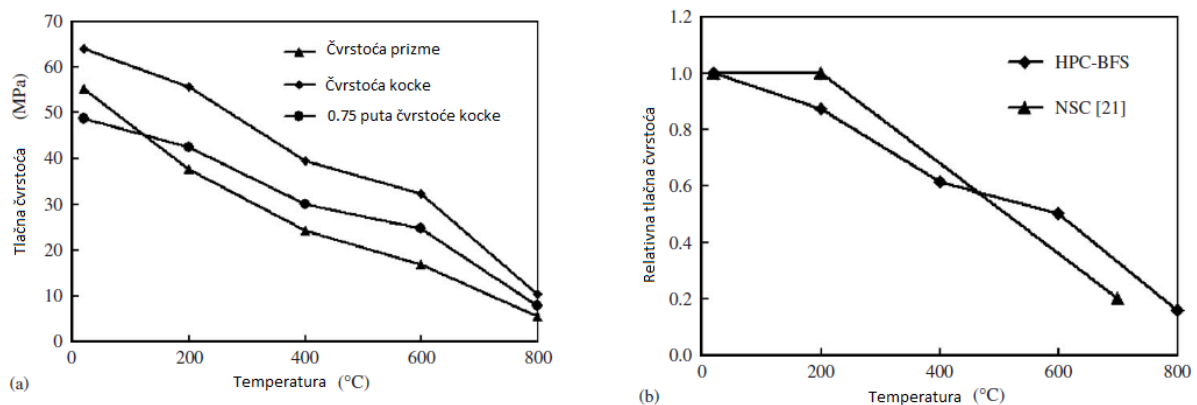 70
60
50
40
30
20
10
0
Tlačna čvrstoća (MPa)
Čvrstoća prizme
Čvrstoća kocke
0.75 puta čvrstoće kocke
0 200 400 600 800
(a) Temperatura (°C)
1.2
1.0
0.8
0.6
0.4
0.2
0.0
Relativna tlačna čvrstoća
HPC-BFS
NSC [21]
0 200 400 600 800
(b) Temperatura (°C)